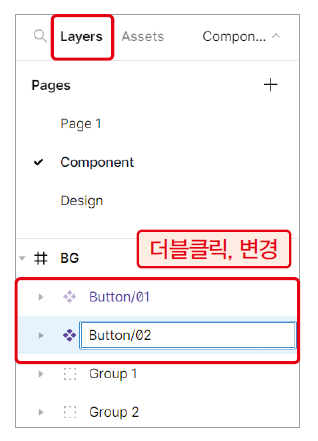 Layers Assets Compon...
Pages
Page 1
Component
Design
더블클릭, 변경
BG
Button/01
Button/02
Group 1
Group 2